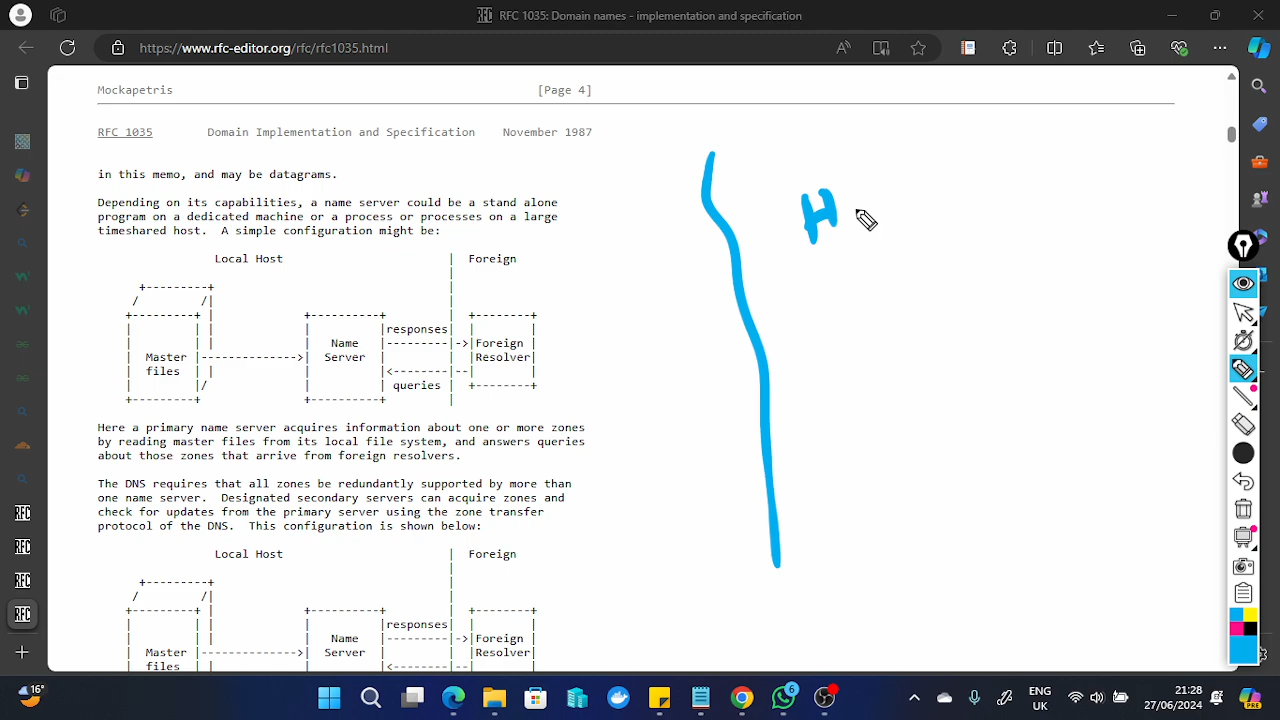 RFC 1035: Domain names - implementation and specification
https://www.rfc-editor.org/rfc/rfc1035.html
Mockapetris [Page 4]
RFC 1035 Domain Implementation and Specification November 1987
in this memo, and may be datagrams.
Depending on its capabilities, a name server could be a stand alone
program on a dedicated machine or a process or processes on a large
timeshared host. A simple configuration might be:
Local Host | Foreign
+---------+
/ /|
+---------+ | +----------+ | +--------+
| | | | |responses| | |
| | | | Name |---------|->|Foreign |
| Master |-------------->| Server | | |Resolver|
| files | | | |<--------|--| |
| |/ | | queries | +--------+
+---------+ +----------+ |
Here a primary name server acquires information about one or more zones
by reading master files from its local file system, and answers queries
about those zones that arrive from foreign resolvers.
The DNS requires that all zones be redundantly supported by more than
one name server. Designated secondary servers can acquire zones and
check for updates from the primary server using the zone transfer
protocol of the DNS. This configuration is shown below:
Local Host | Foreign
+---------+
/ /|
+---------+ | +----------+ | +--------+
| | | | |responses| | |
| | | | Name |---------|->|Foreign |
| Master |-------------->| Server | | |Resolver|
| files | | | |<--------|--| |
H
16°
6
ENG
UK
21:28
27/06/2024
PRE